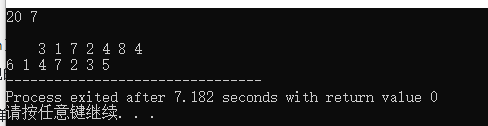 20 7
3 1 7 2 4 8 4
6 1 4 7 2 3 5
--------------------------------
Process exited after 7.182 seconds with return value 0
请按任意键继续. . .